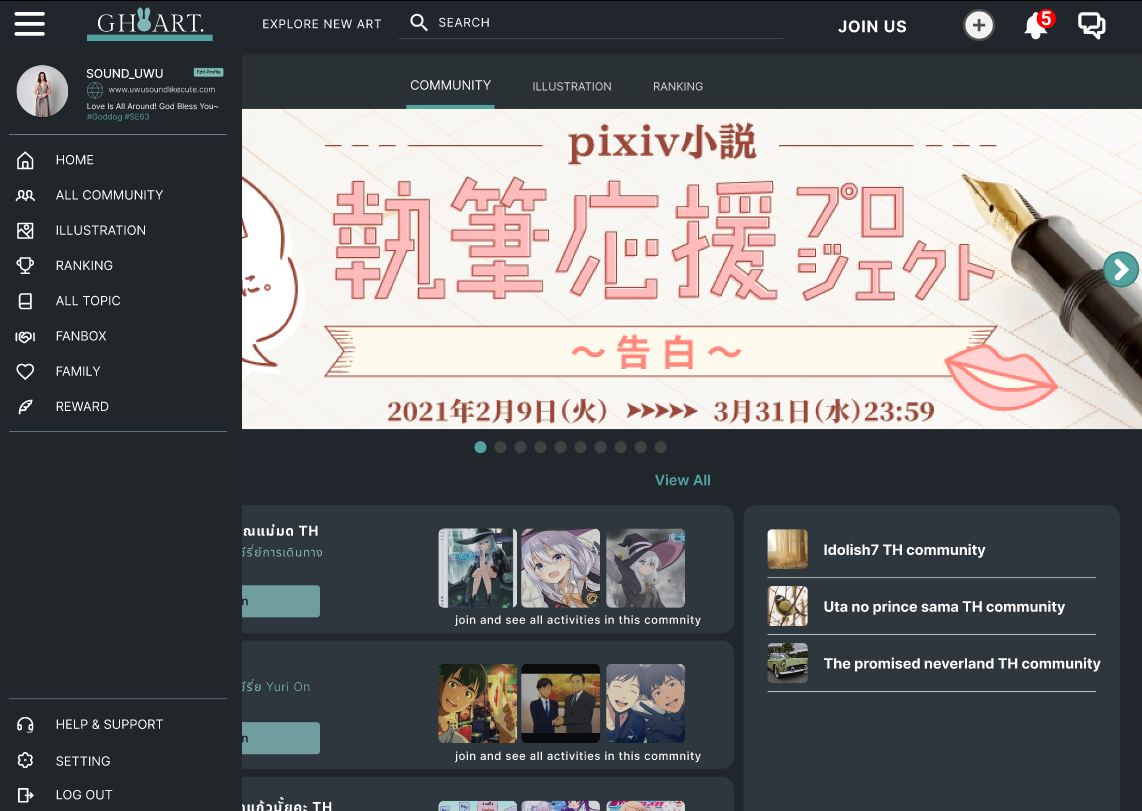 GH ART.
EXPLORE NEW ART
SEARCH
JOIN US
5
SOUND_UWU
Edit Profile
www.uwusoundlikecute.com
Love Is All Around! God Bless You~
#Goddog #SE63
HOME
ALL COMMUNITY
ILLUSTRATION
RANKING
ALL TOPIC
FANBOX
FAMILY
REWARD
HELP & SUPPORT
SETTING
LOG OUT
COMMUNITY
ILLUSTRATION
RANKING
pixiv小説
執筆応援プロジェクト
に。
~告白~
2021年2月9日(火) >>>>> 3月31日(水)23:59
View All
ณแม่มด TH
ซีรี่ย์การเดินทาง
n
join and see all activities in this commnity
ซีรี่ย Yuri On
n
join and see all activities in this commnity
แก้วมั้ยคะ TH
Idolish7 TH community
Uta no prince sama TH community
The promised neverland TH community